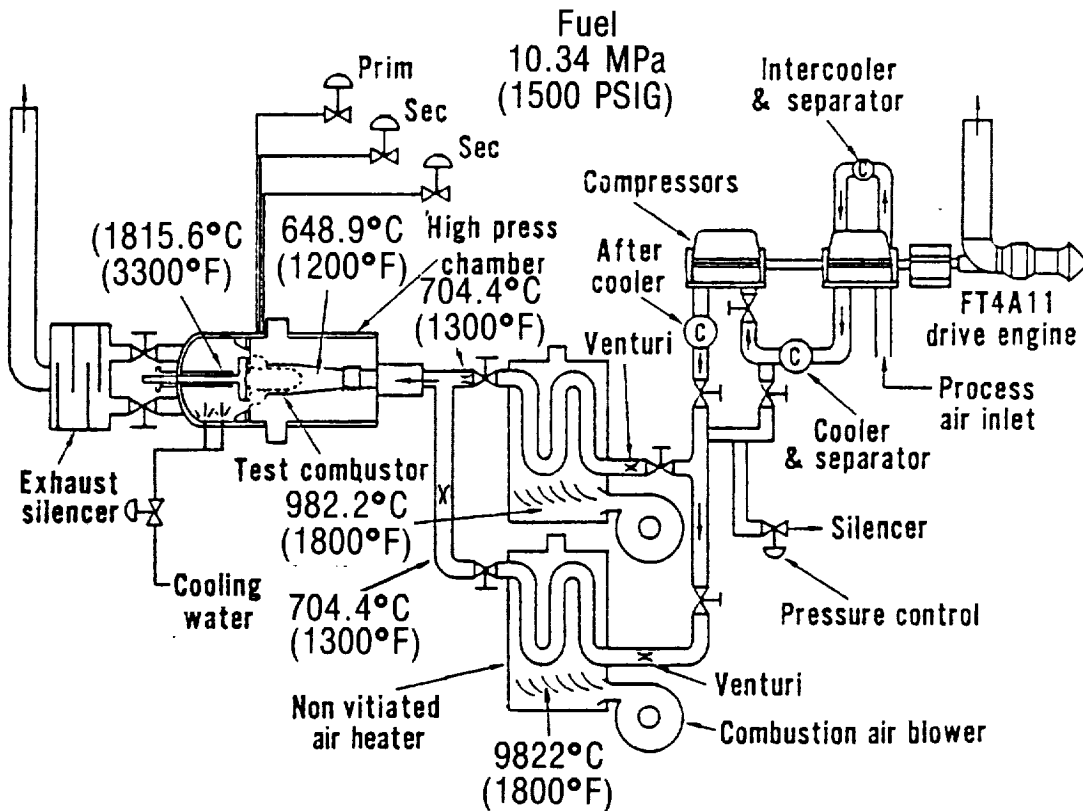 Fuel
10.34 MPa
(1500 PSIG)
Prim
Sec
Sec
Intercooler
& separator
Compressors
After
cooler
High press
chamber
(1815.6°C
(3300°F)
648.9°C
(1200°F)
704.4°C
(1300°F)
Venturi
FT4A11
drive engine
Process
air inlet
Cooler
& separator
C
C
C
Exhaust
silencer
Test combustor
982.2°C
(1800°F)
Silencer
Cooling
water
704.4°C
(1300°F)
Pressure control
Non vitiated
air heater
Venturi
Combustion air blower
9822°C
(1800°F)